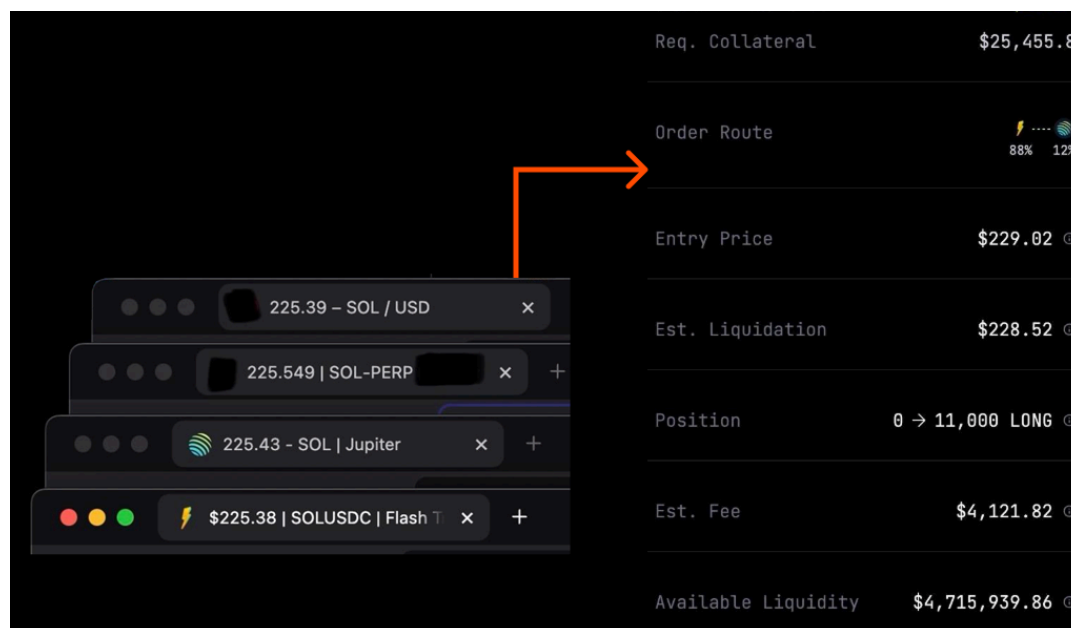 Req. Collateral $25,455.8
Order Route
88% 12%
Entry Price $229.02
Est. Liquidation $228.52
Position 0 → 11,000 LONG
Est. Fee $4,121.82
Available Liquidity $4,715,939.86
225.39 – SOL / USD
225.549 | SOL-PERP
225.43 - SOL | Jupiter
$225.38 | SOLUSDC | Flash T